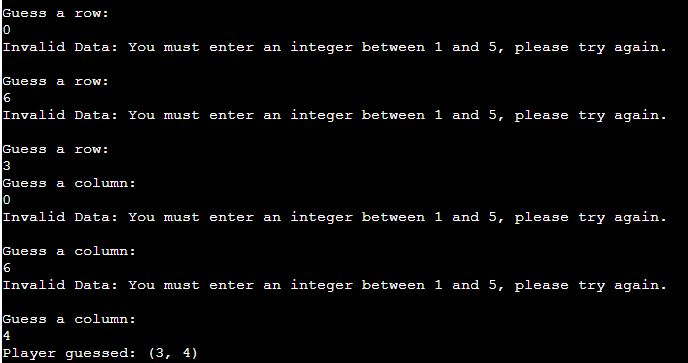 Guess a row:
0
Invalid Data: You must enter an integer between 1 and 5, please try again.
Guess a row:
6
Invalid Data: You must enter an integer between 1 and 5, please try again.
Guess a row:
3
Guess a column:
0
Invalid Data: You must enter an integer between 1 and 5, please try again.
Guess a column:
6
Invalid Data: You must enter an integer between 1 and 5, please try again.
Guess a column:
4
Player guessed: (3, 4)